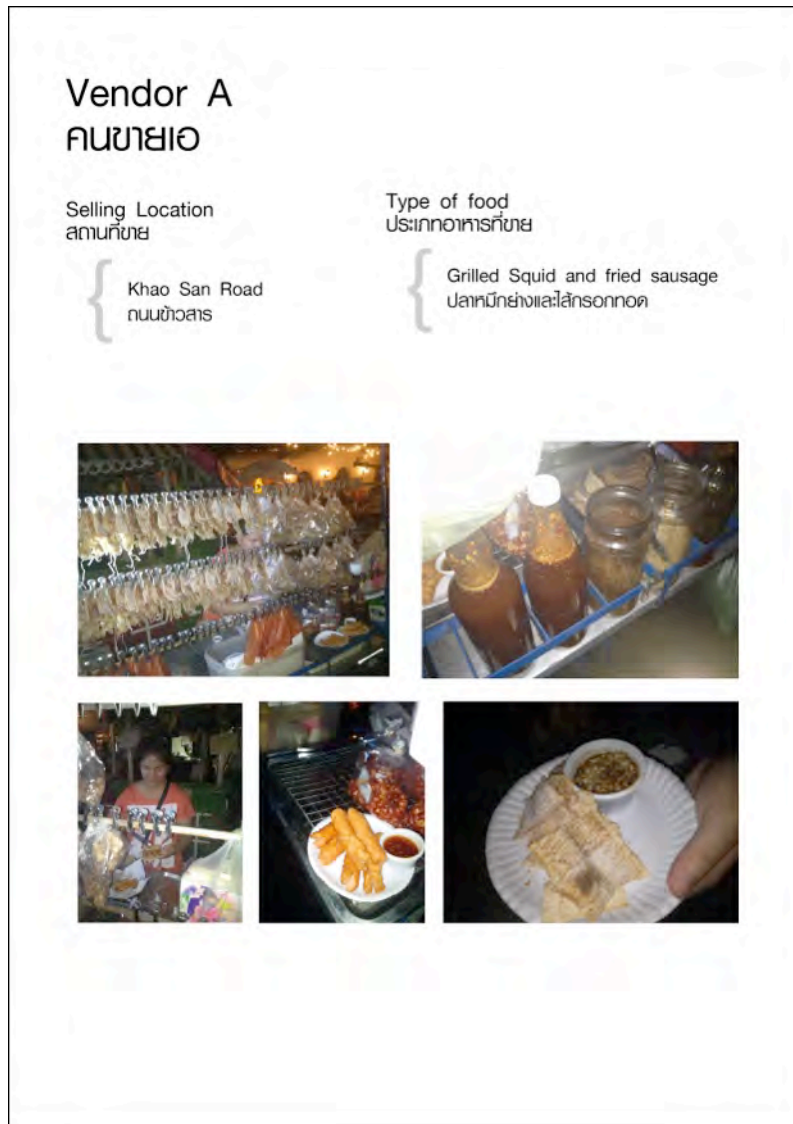 Vendor A
คนขายเอ
Selling Location
สถานที่ขาย
Khao San Road
ถนนข้าวสาร
Type of food
ประเภทอาหารที่ขาย
Grilled Squid and fried sausage
ปลาหมึกย่างและไส้กรอกทอด